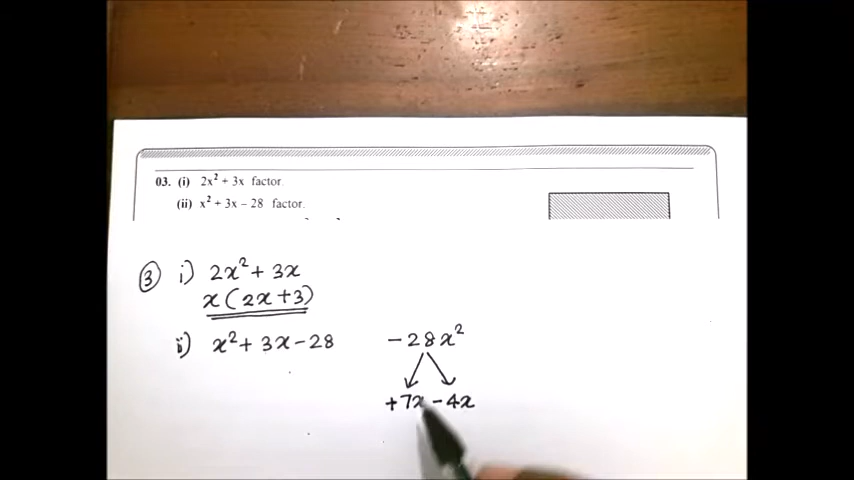 03. (i) 2x² + 3x factor.
(ii) x² + 3x – 28 factor.
③ i) 2x² + 3x
x(2x+3)
ii) x² + 3x - 28
-28x²
+7x -4x